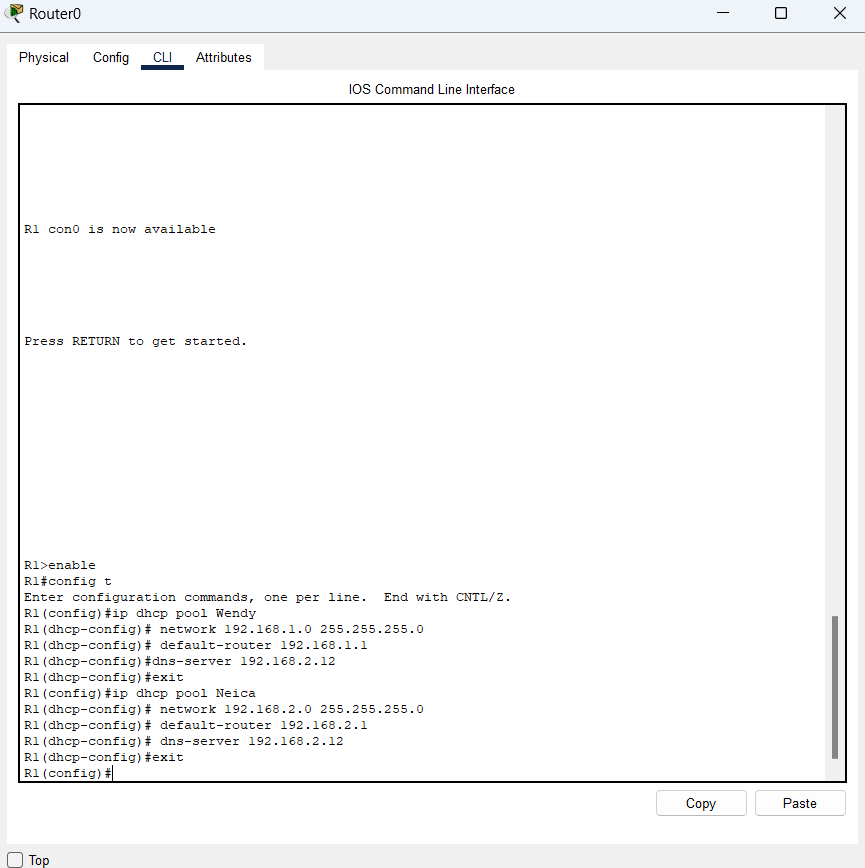 Router0
Physical Config CLI Attributes
IOS Command Line Interface
R1 con0 is now available
Press RETURN to get started.
R1>enable
R1#config t
Enter configuration commands, one per line.  End with CNTL/Z.
R1(config)#ip dhcp pool Wendy
R1(dhcp-config)# network 192.168.1.0 255.255.255.0
R1(dhcp-config)# default-router 192.168.1.1
R1(dhcp-config)#dns-server 192.168.2.12
R1(dhcp-config)#exit
R1(config)#ip dhcp pool Neica
R1(dhcp-config)# network 192.168.2.0 255.255.255.0
R1(dhcp-config)# default-router 192.168.2.1
R1(dhcp-config)# dns-server 192.168.2.12
R1(dhcp-config)#exit
R1(config)#
Copy Paste
Top